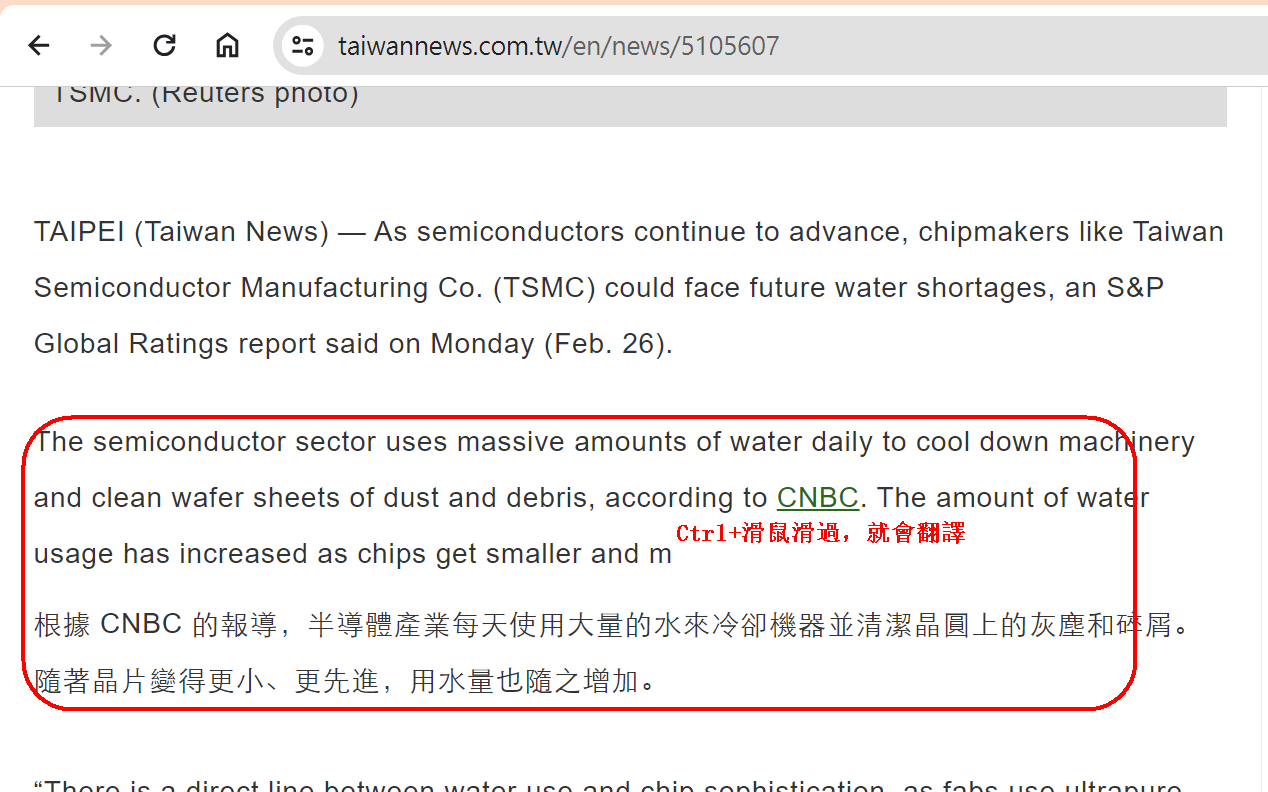 taiwannews.com.tw/en/news/5105607
TSMC. (Reuters photo)
TAIPEI (Taiwan News) — As semiconductors continue to advance, chipmakers like Taiwan
Semiconductor Manufacturing Co. (TSMC) could face future water shortages, an S&P
Global Ratings report said on Monday (Feb. 26).
The semiconductor sector uses massive amounts of water daily to cool down machinery
and clean wafer sheets of dust and debris, according to CNBC. The amount of water
Ctrl+滑鼠滑過，就會翻譯
usage has increased as chips get smaller and m
根據 CNBC 的報導，半導體產業每天使用大量的水來冷卻機器並清潔晶圓上的灰塵和碎屑。
隨著晶片變得更小、更先進，用水量也隨之增加。
“There is a direct line between water use and chip sophistication, as fabs use ultrapure